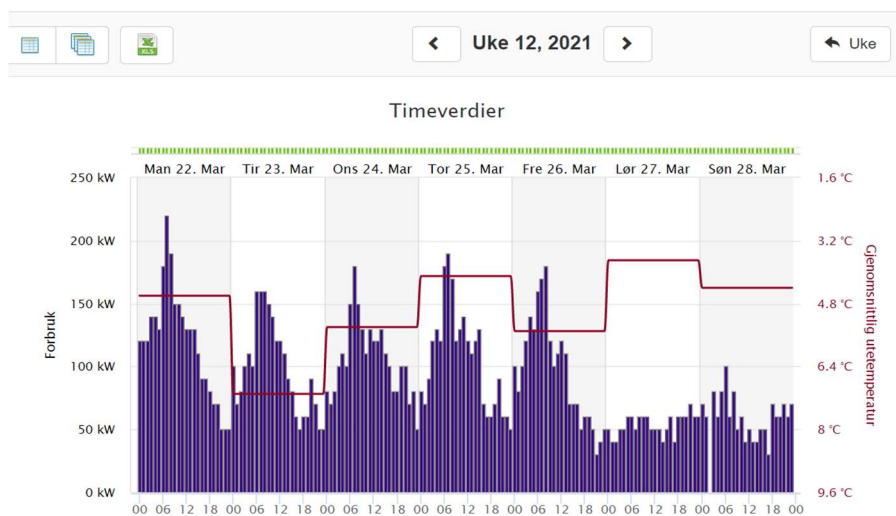 XLS
Uke 12, 2021
Uke
Timeverdier
Man 22. Mar Tir 23. Mar Ons 24. Mar Tor 25. Mar Fre 26. Mar Lør 27. Mar Søn 28. Mar
250 kW 1.6 °C
200 kW 3.2 °C
150 kW 4.8 °C
100 kW 6.4 °C
50 kW 8 °C
0 kW 9.6 °C
Forbruk
Gjenomsnittlig utetemperatur
00 06 12 18 00 06 12 18 00 06 12 18 00 06 12 18 00 06 12 18 00 06 12 18 00 06 12 18 00